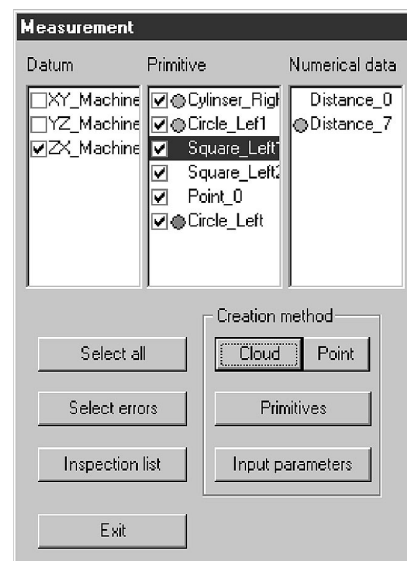 Measurement
Datum Primitive Numerical data
XY_Machine Cylinser_Righ Distance_0
YZ_Machine Circle_Left1 Distance_7
ZX_Machine Square_Left1
Square_Left2
Point_0
Circle_Left
Creation method
Select all Cloud Point
Select errors Primitives
Inspection list Input parameters
Exit